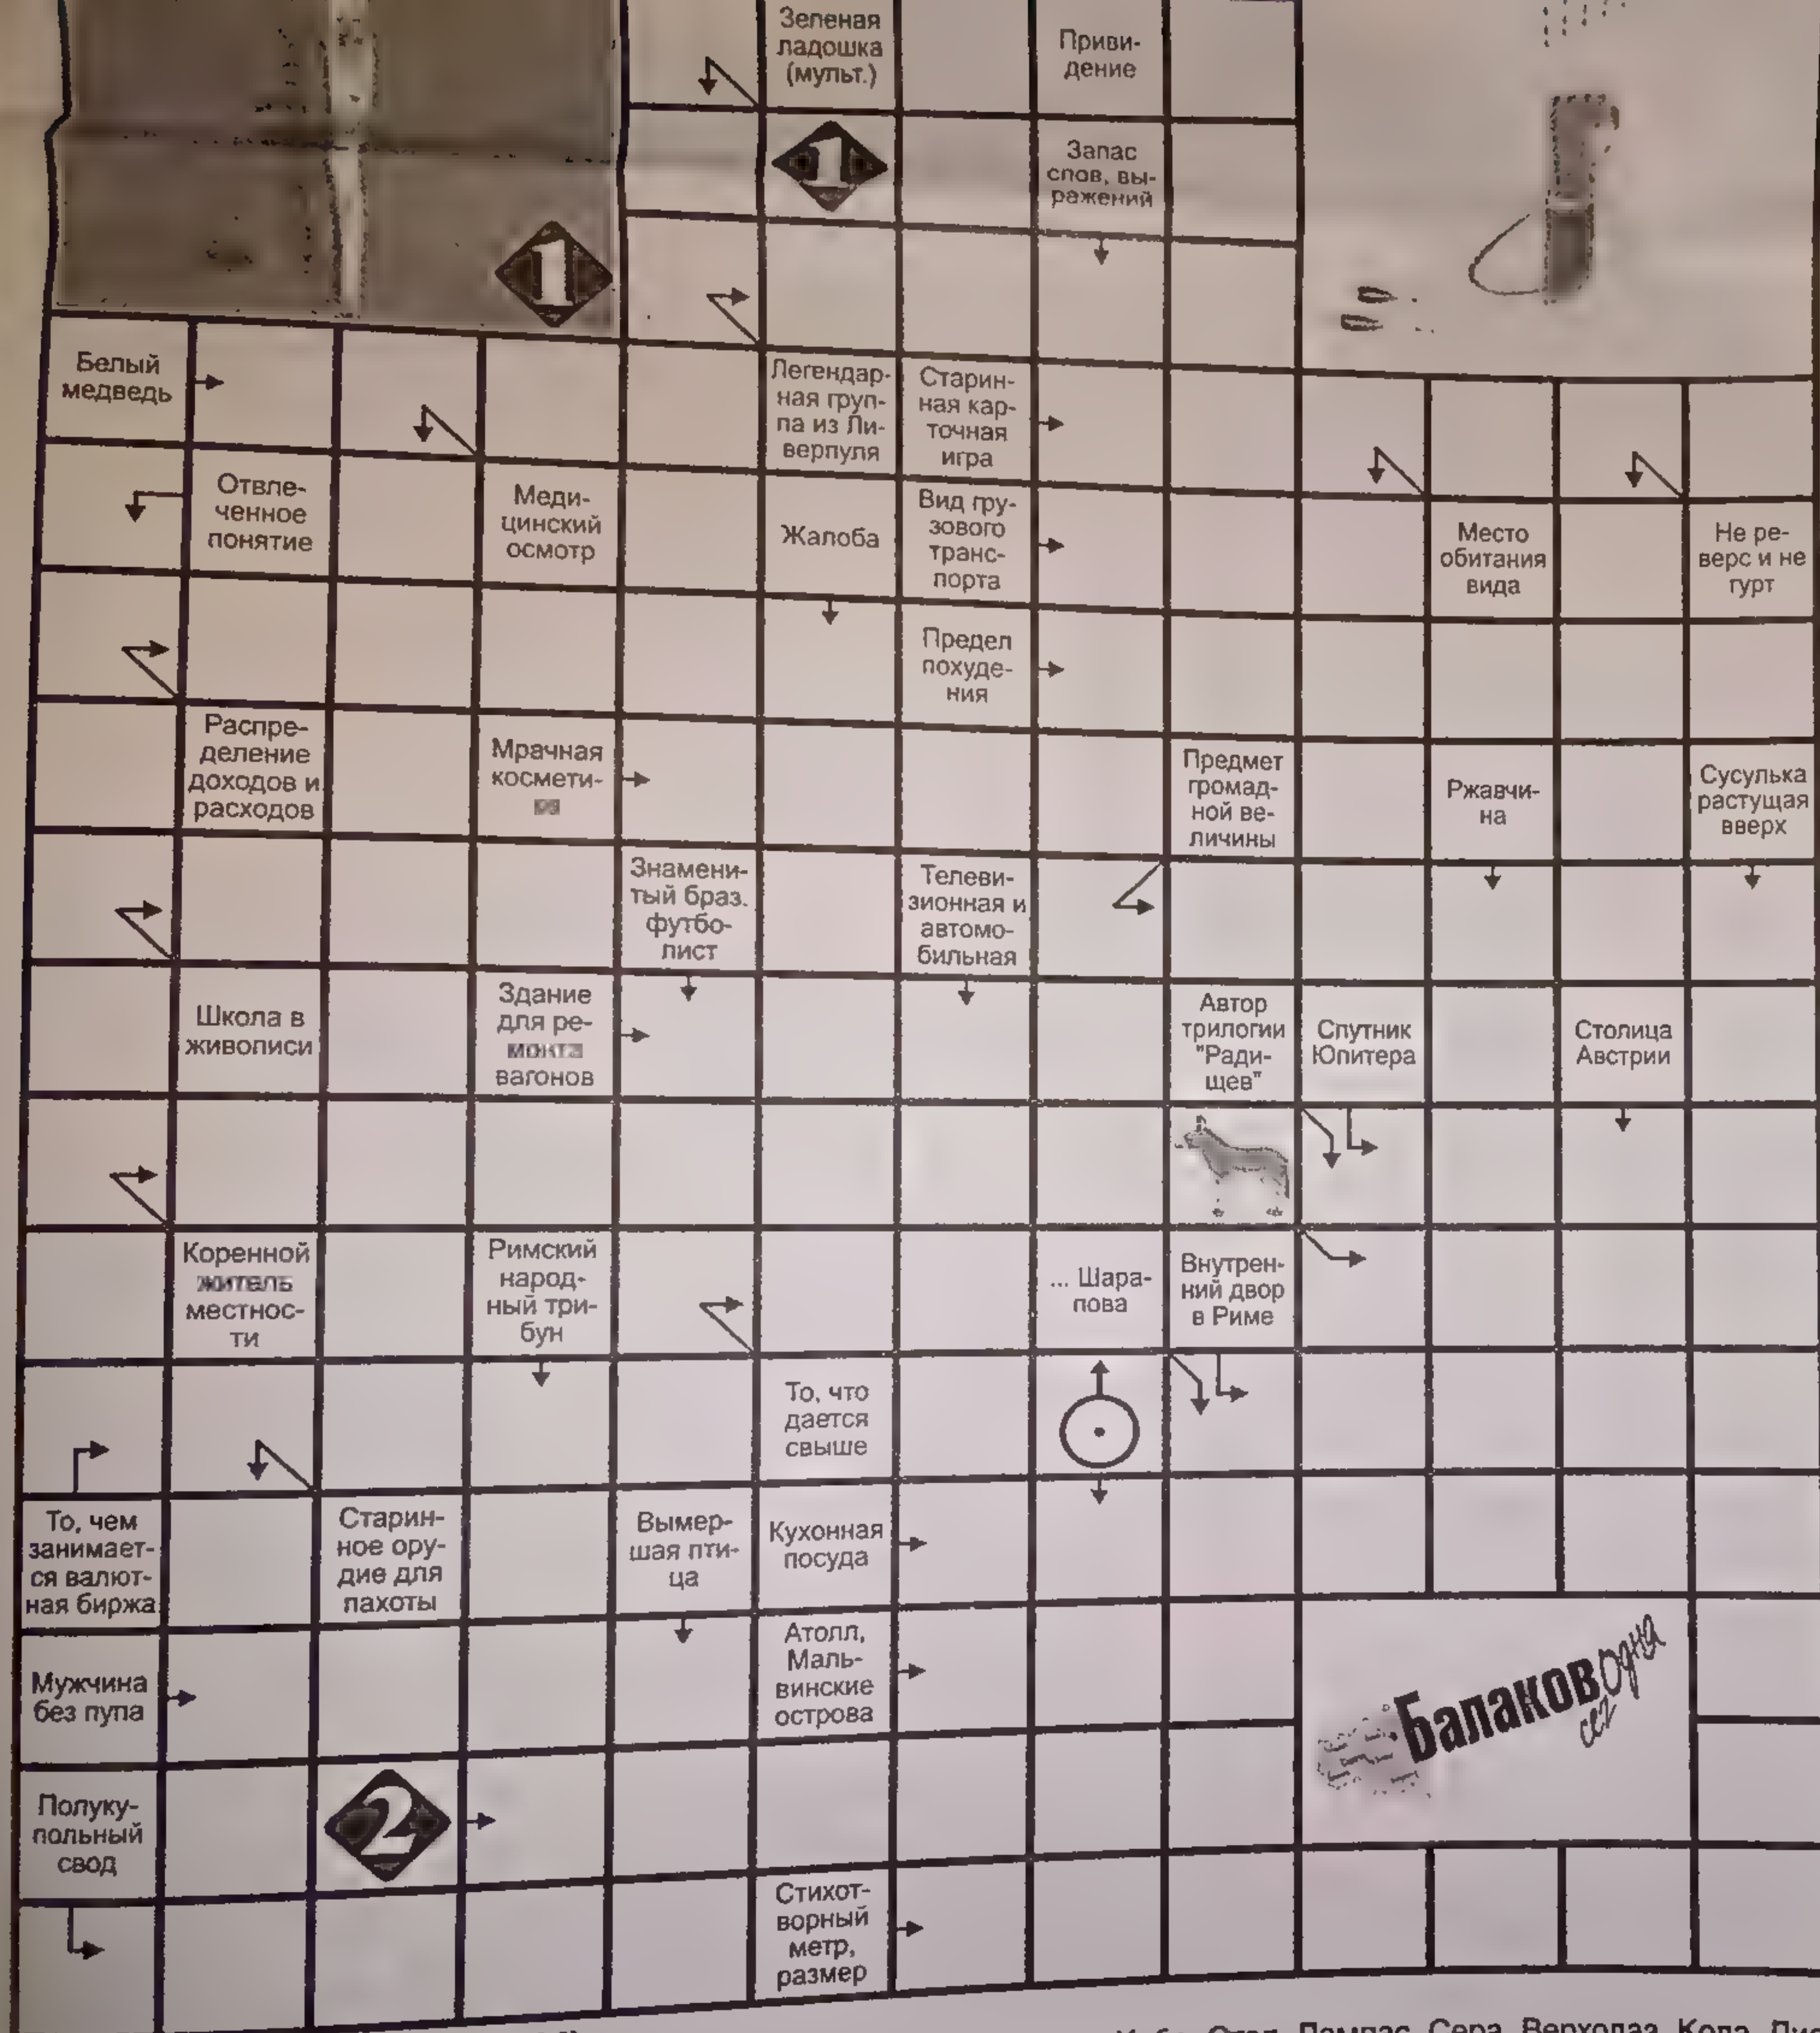 Зеленая
ладошка
(мульт.)
Приви-
дение
1
Запас
слов, вы-
ражений
1
Белый
медведь
Легендар-
ная груп-
па из Ли-
верпуля
Старин-
ная кар-
точная
игра
Отвле-
ченное
понятие
Меди-
цинский
осмотр
Жалоба
Вид гру-
зового
транс-
порта
Место
обитания
вида
Не ре-
верс и не
гурт
Предел
похуде-
ния
Распре-
деление
доходов и
расходов
Мрачная
космети-
Предмет
громад-
ной ве-
личины
Ржавчи-
на
Сусулька
растущая
вверх
Знамени-
тый браз.
футбо-
лист
Телеви-
зионная и
автомо-
бильная
Школа в
живописи
Здание
для ре-
монта
вагонов
Автор
трилогии
"Ради-
щев"
Спутник
Юпитера
Столица
Австрии
Коренной
житель
местнос-
ти
Римский
народ-
ный три-
бун
... Шара-
пова
Внутрен-
ний двор
в Риме
То, что
дается
свыше
То, чем
занимает-
ся валют-
ная биржа
Старин-
ное ору-
дие для
пахоты
Вымер-
шая пти-
ца
Кухонная
посуда
Мужчина
без пупа
Атолл,
Маль-
винские
острова
Балаково
Полуку-
польный
свод
2
Стихот-
ворный
метр,
размер
Лампас. Сера. Верхолаз. Кола.